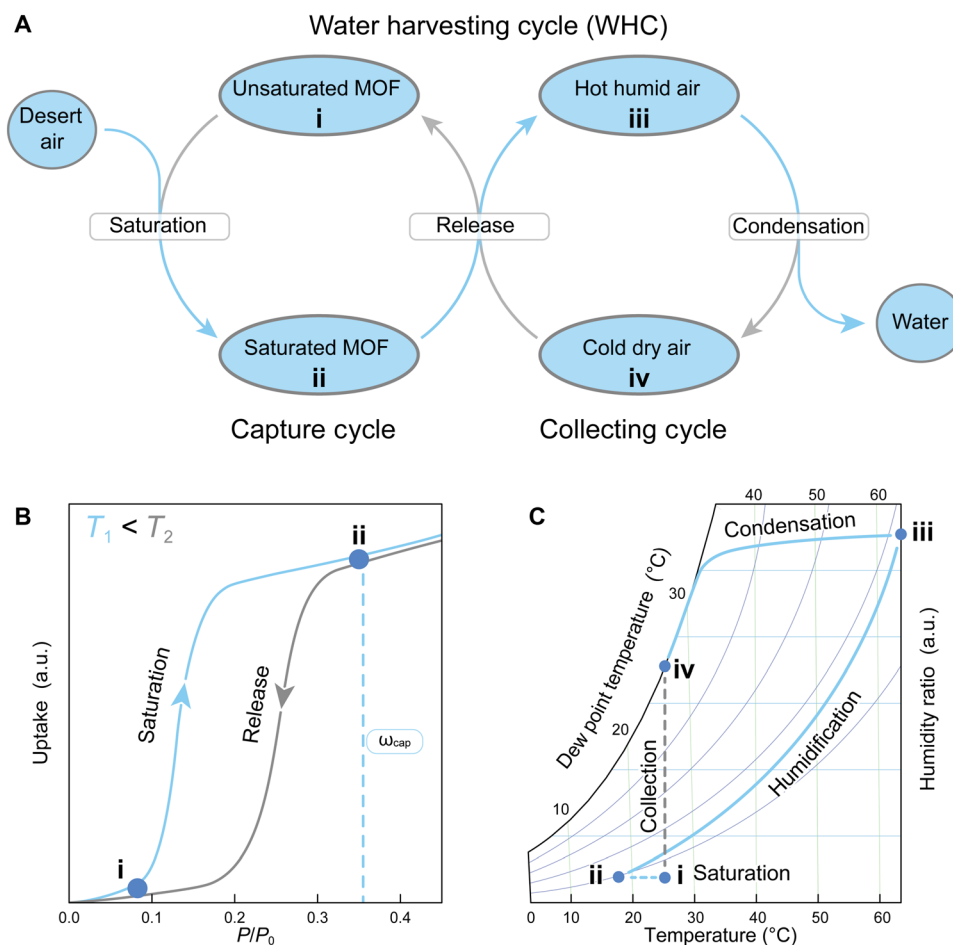 A
Water harvesting cycle (WHC)
Desert
air
Unsaturated MOF
i
Hot humid air
iii
Saturation
Release
Condensation
Saturated MOF
ii
Cold dry air
iv
Water
Capture cycle
Collecting cycle
B
T₁ < T₂
Uptake (a.u.)
Saturation
Release
i
ii
ωcap
0.0
0.1
0.2
0.3
0.4
P/P₀
C
40
50
60
Condensation
iii
Dew point temperature (°C)
10
20
30
iv
Collection
Humidification
ii
i
Saturation
Humidity ratio (a.u.)
0
10
20
30
40
50
60
Temperature (°C)